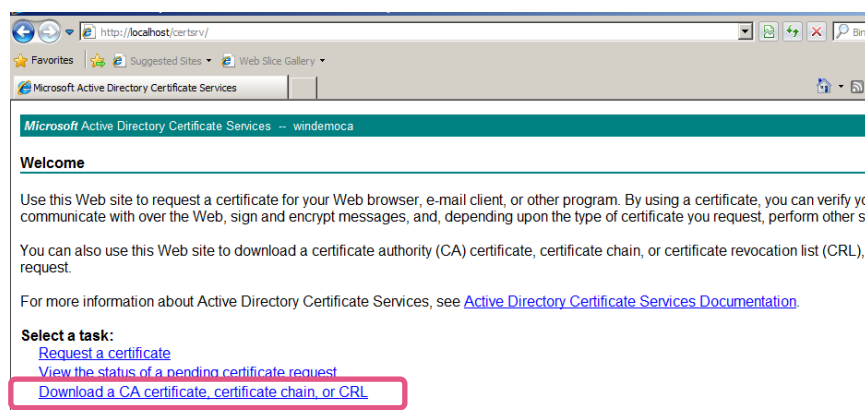 http://localhost/certsrv/
Bin
Favorites Suggested Sites Web Slice Gallery
Microsoft Active Directory Certificate Services
Microsoft Active Directory Certificate Services -- windemoca
Welcome
Use this Web site to request a certificate for your Web browser, e-mail client, or other program. By using a certificate, you can verify yo
communicate with over the Web, sign and encrypt messages, and, depending upon the type of certificate you request, perform other s
You can also use this Web site to download a certificate authority (CA) certificate, certificate chain, or certificate revocation list (CRL),
request.
For more information about Active Directory Certificate Services, see Active Directory Certificate Services Documentation.
Select a task:
Request a certificate
View the status of a pending certificate request
Download a CA certificate, certificate chain, or CRL